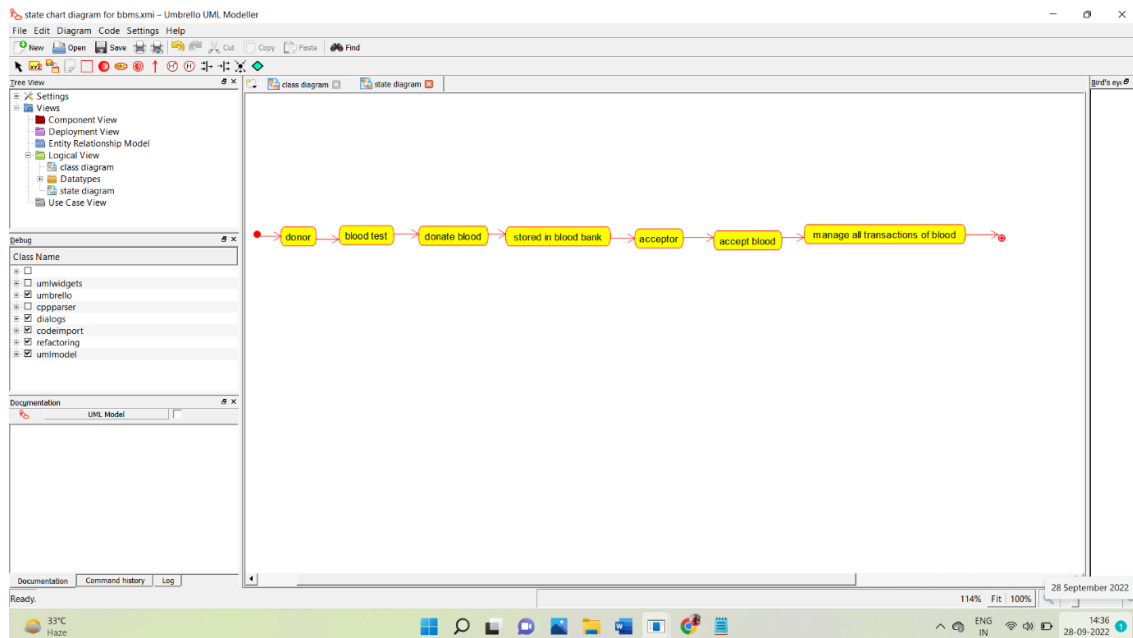 state chart diagram for bbms.xmi – Umbrello UML Modeller
File Edit Diagram Code Settings Help
New Open Save Cut Copy Paste Find
Tree View
class diagram state diagram
Bird's eye
Settings
Views
Component View
Deployment View
Entity Relationship Model
Logical View
class diagram
Datatypes
state diagram
Use Case View
donor blood test donate blood stored in blood bank acceptor accept blood manage all transactions of blood
Debug
Class Name
umlwidgets
umbrello
cppparser
dialogs
codeimport
refactoring
umlmodel
Documentation
UML Model
Documentation Command history Log
Ready.
114% Fit 100%
28 September 2022
33°C
Haze
ENG
IN
14:36
28-09-2022
1